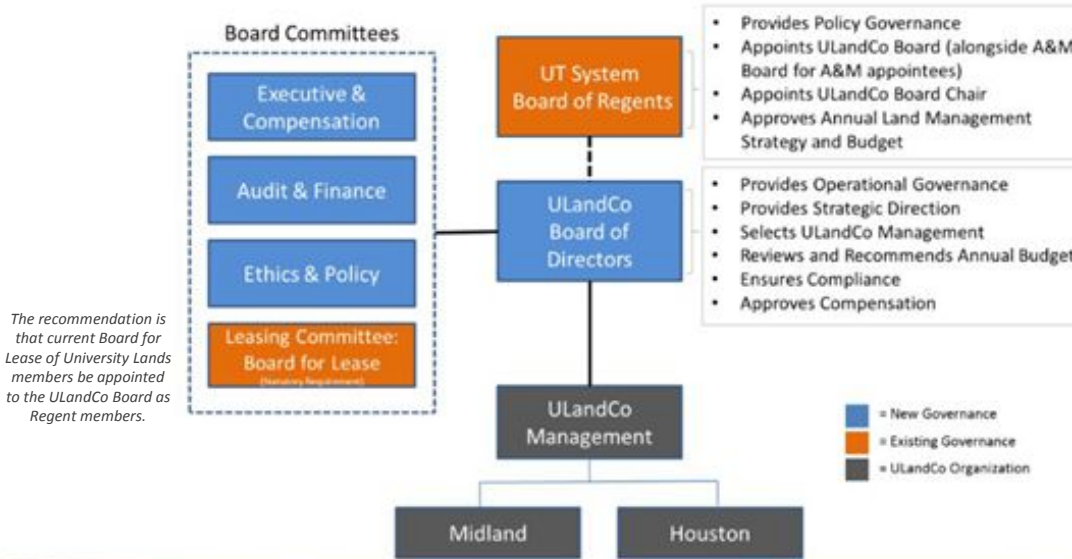 Board Committees
Executive &
Compensation
Audit & Finance
Ethics & Policy
Leasing Committee:
Board for Lease
(Statutory Requirement)
The recommendation is
that current Board for
Lease of University Lands
members be appointed
to the ULandCo Board as
Regent members.
UT System
Board of Regents
• Provides Policy Governance
• Appoints ULandCo Board (alongside A&M
Board for A&M appointees)
• Appoints ULandCo Board Chair
• Approves Annual Land Management
Strategy and Budget
ULandCo
Board of
Directors
• Provides Operational Governance
• Provides Strategic Direction
• Selects ULandCo Management
• Reviews and Recommends Annual Budget
• Ensures Compliance
• Approves Compensation
ULandCo
Management
Midland
Houston
= New Governance
= Existing Governance
= ULandCo Organization